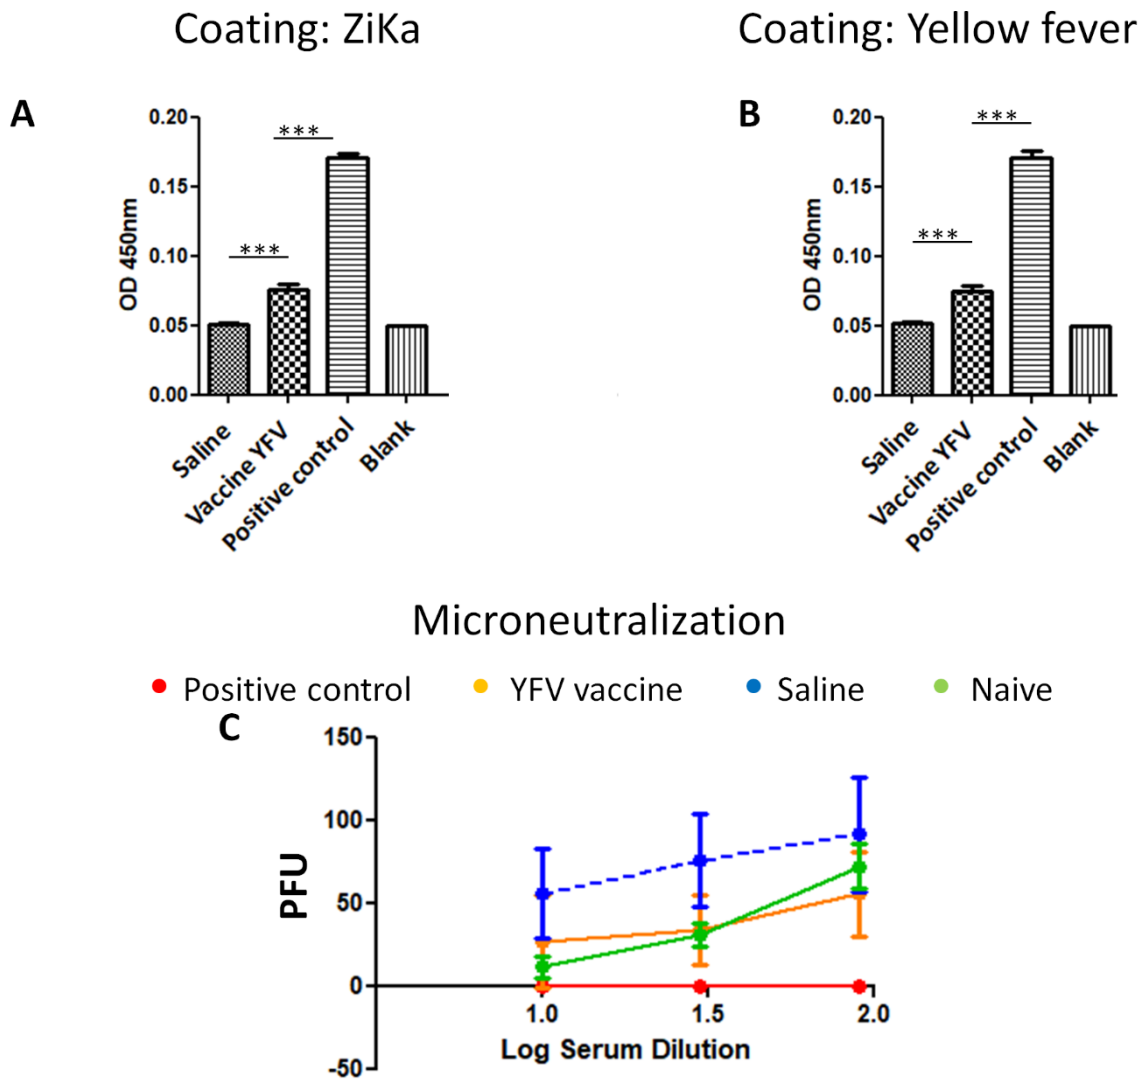 Coating: ZiKa
Coating: Yellow fever
A
0.20
0.15
0.10
0.05
0.00
OD 450nm
***
***
Saline
Vaccine YFV
Positive control
Blank
B
0.20
0.15
0.10
0.05
0.00
OD 450nm
***
***
Saline
Vaccine YFV
Positive control
Blank
Microneutralization
Positive control
YFV vaccine
Saline
Naive
C
150
100
50
0
-50
PFU
1.0
1.5
2.0
Log Serum Dilution